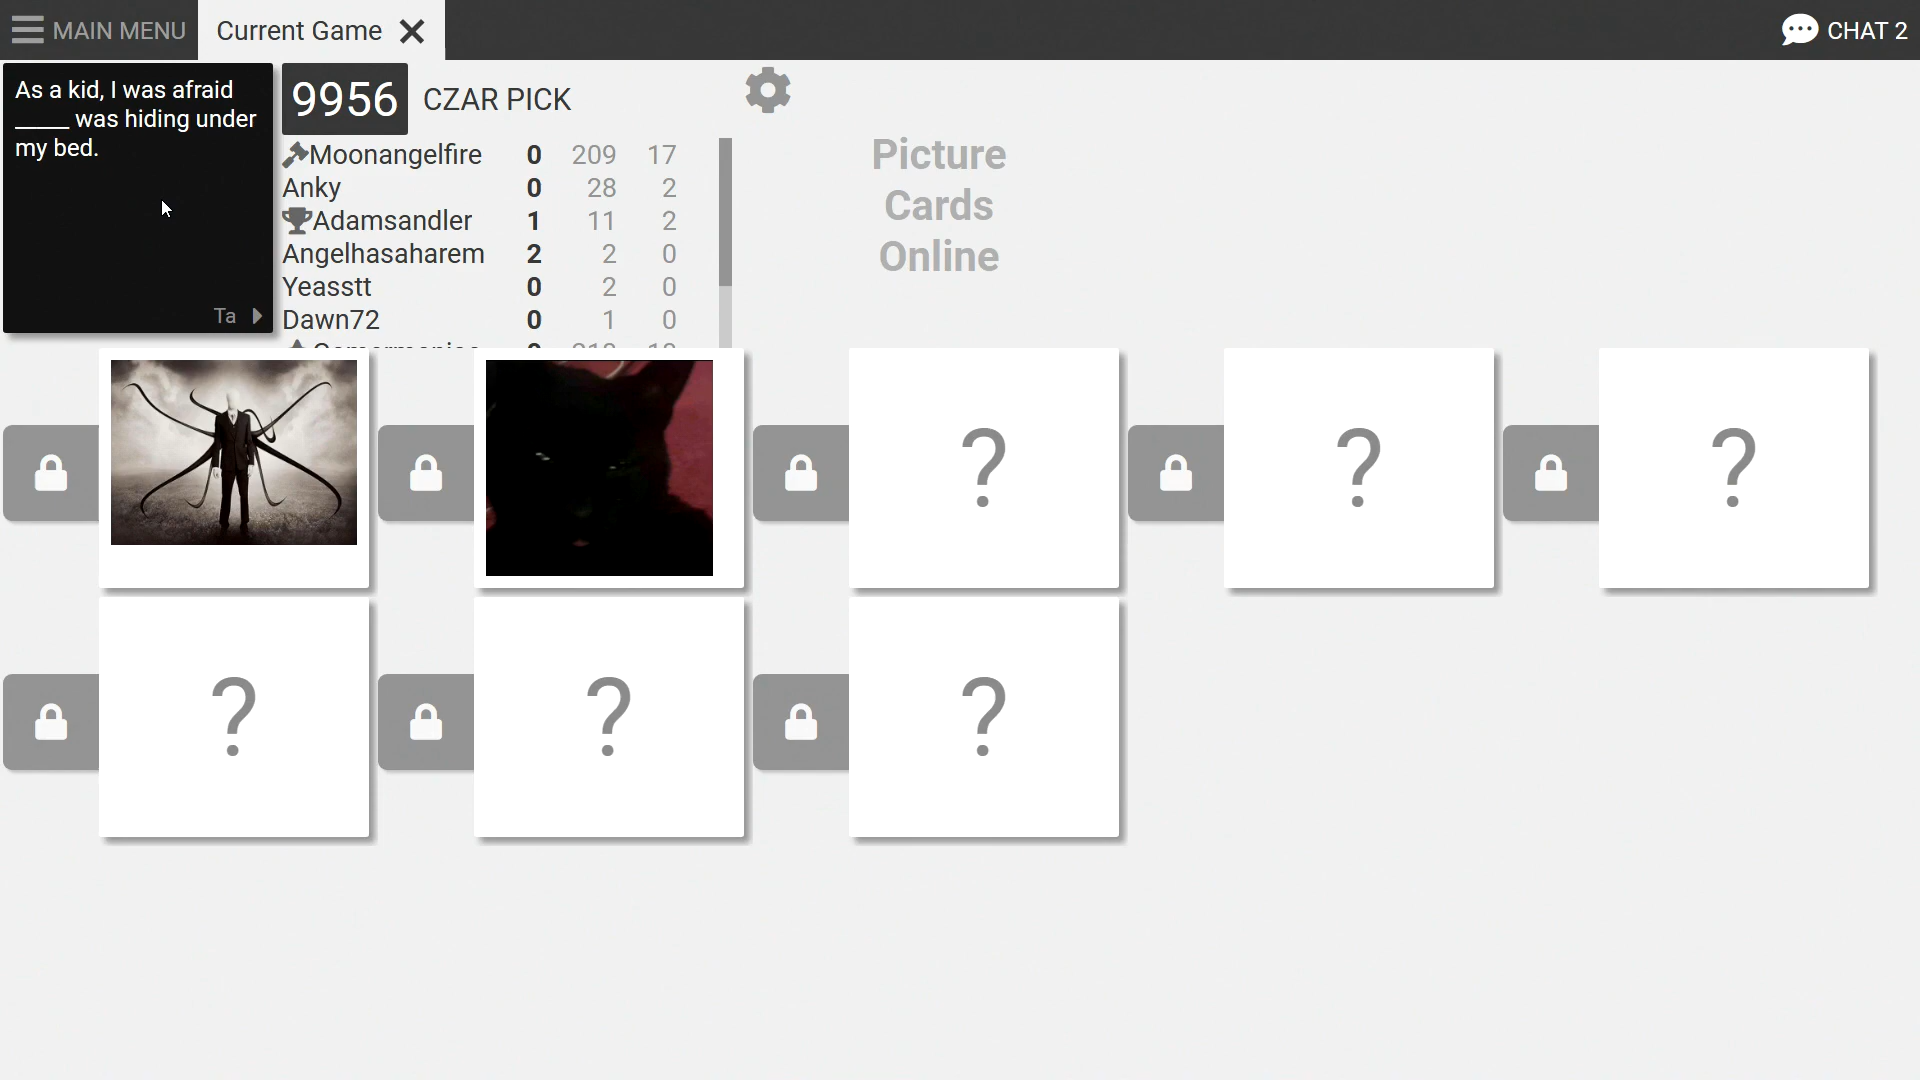 MAIN MENU
Current Game
CHAT 2
As a kid, I was afraid
_____ was hiding under
my bed.
Ta
9956
CZAR PICK
Moonangelfire 0 209 17
Anky 0 28 2
Adamsandler 1 11 2
Angelhasaharem 2 2 0
Yeasstt 0 2 0
Dawn72 0 1 0
Picture
Cards
Online
?
?
?
?
?
?